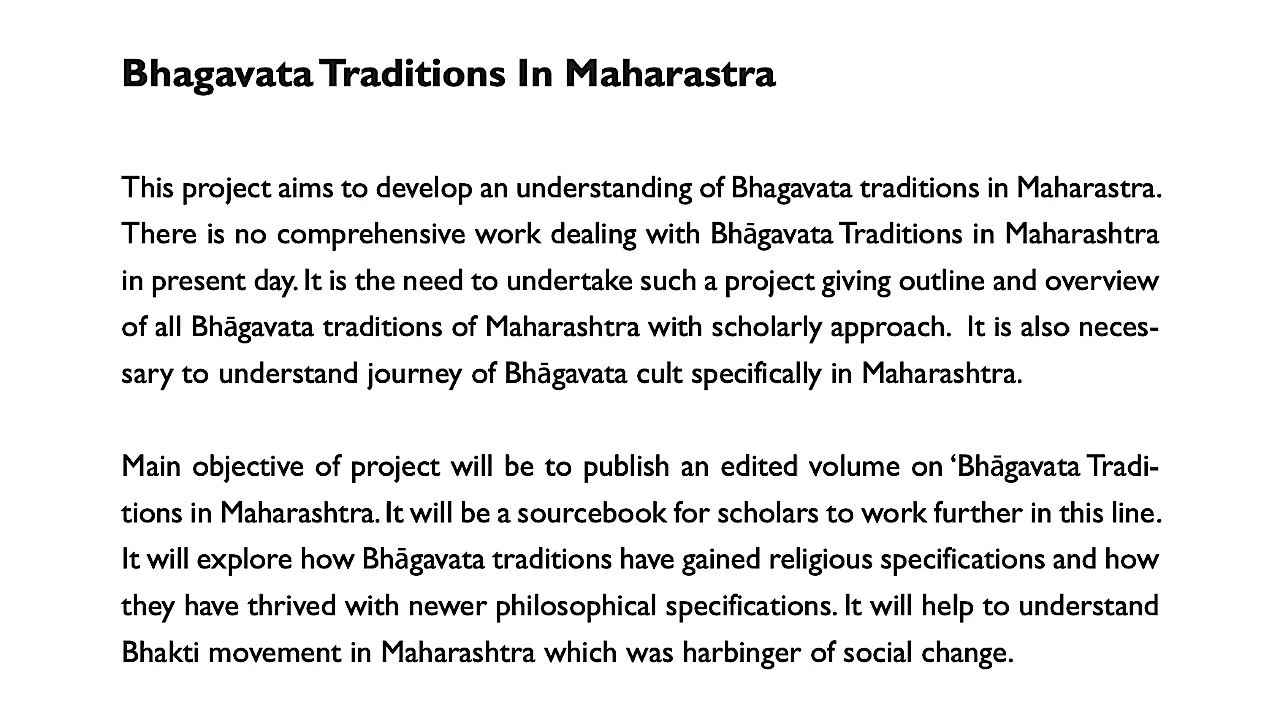 Bhagavata Traditions In Maharastra
This project aims to develop an understanding of Bhagavata traditions in Maharastra.
There is no comprehensive work dealing with Bhāgavata Traditions in Maharashtra
in present day. It is the need to undertake such a project giving outline and overview
of all Bhāgavata traditions of Maharashtra with scholarly approach.  It is also neces-
sary to understand journey of Bhāgavata cult specifically in Maharashtra.
Main objective of project will be to publish an edited volume on ‘Bhāgavata Tradi-
tions in Maharashtra. It will be a sourcebook for scholars to work further in this line.
It will explore how Bhāgavata traditions have gained religious specifications and how
they have thrived with newer philosophical specifications. It will help to understand
Bhakti movement in Maharashtra which was harbinger of social change.